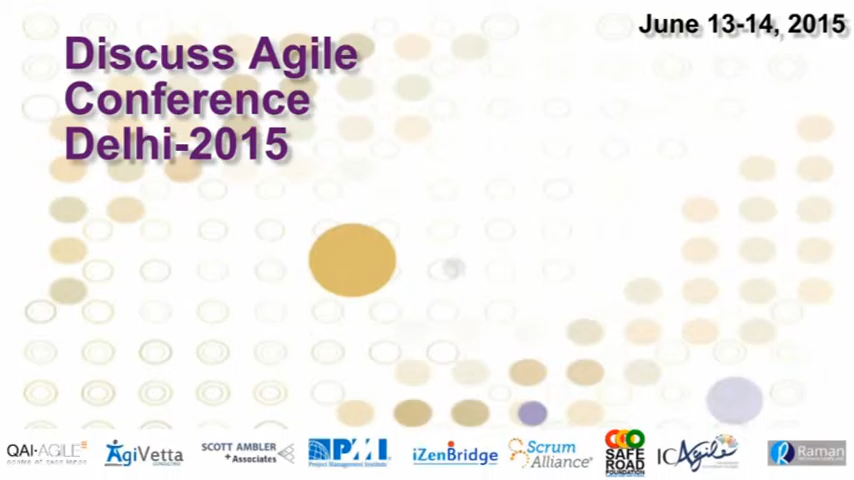 June 13-14, 2015
Discuss Agile
Conference
Delhi-2015
QAI·AGILE
AgiVetta
CONSULTING
SCOTT AMBLER
+ Associates
PMI
Project Management Institute
iZenBridge
Scrum
Alliance®
SAFE
ROAD
FOUNDATION
ICAgile
Raman